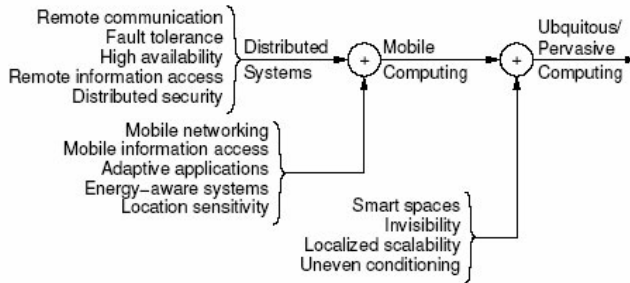 Remote communication
Fault tolerance
High availability
Remote information access
Distributed security
Distributed
Systems
+
Mobile
Computing
+
Ubquitous/
Pervasive
Computing
Mobile networking
Mobile information access
Adaptive applications
Energy-aware systems
Location sensitivity
Smart spaces
Invisibility
Localized scalability
Uneven conditioning